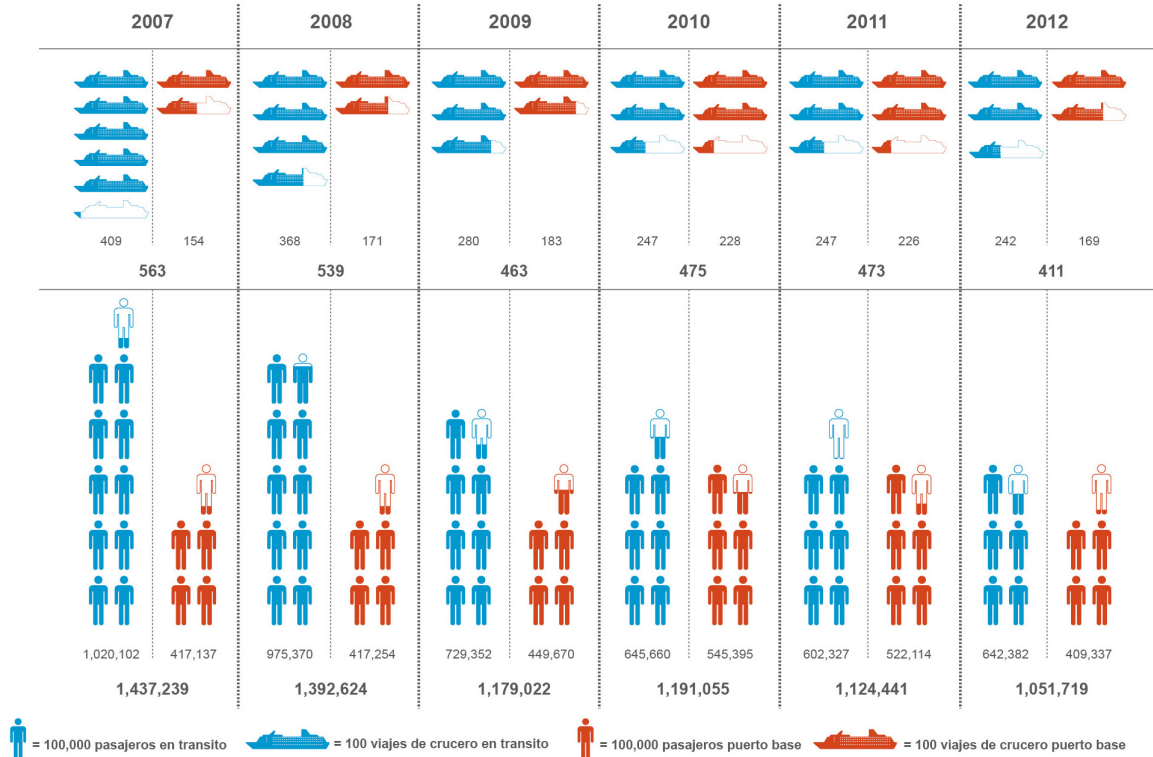 2007 2008 2009 2010 2011 2012
409 154 368 171 280 183 247 228 247 226 242 169
563 539 463 475 473 411
1,020,102 417,137 975,370 417,254 729,352 449,670 645,660 545,395 602,327 522,114 642,382 409,337
1,437,239 1,392,624 1,179,022 1,191,055 1,124,441 1,051,719
= 100,000 pasajeros en transito = 100 viajes de crucero en transito = 100,000 pasajeros puerto base = 100 viajes de crucero puerto base